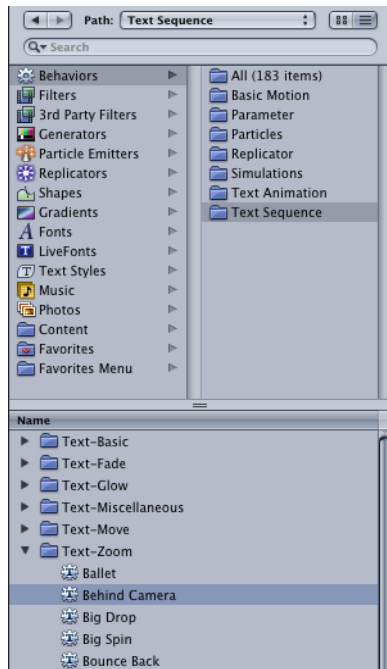 Path: Text Sequence
Search
Behaviors
Filters
3rd Party Filters
Generators
Particle Emitters
Replicators
Shapes
Gradients
Fonts
LiveFonts
Text Styles
Music
Photos
Content
Favorites
Favorites Menu
All (183 items)
Basic Motion
Parameter
Particles
Replicator
Simulations
Text Animation
Text Sequence
Name
Text-Basic
Text-Fade
Text-Glow
Text-Miscellaneous
Text-Move
Text-Zoom
Ballet
Behind Camera
Big Drop
Big Spin
Bounce Back